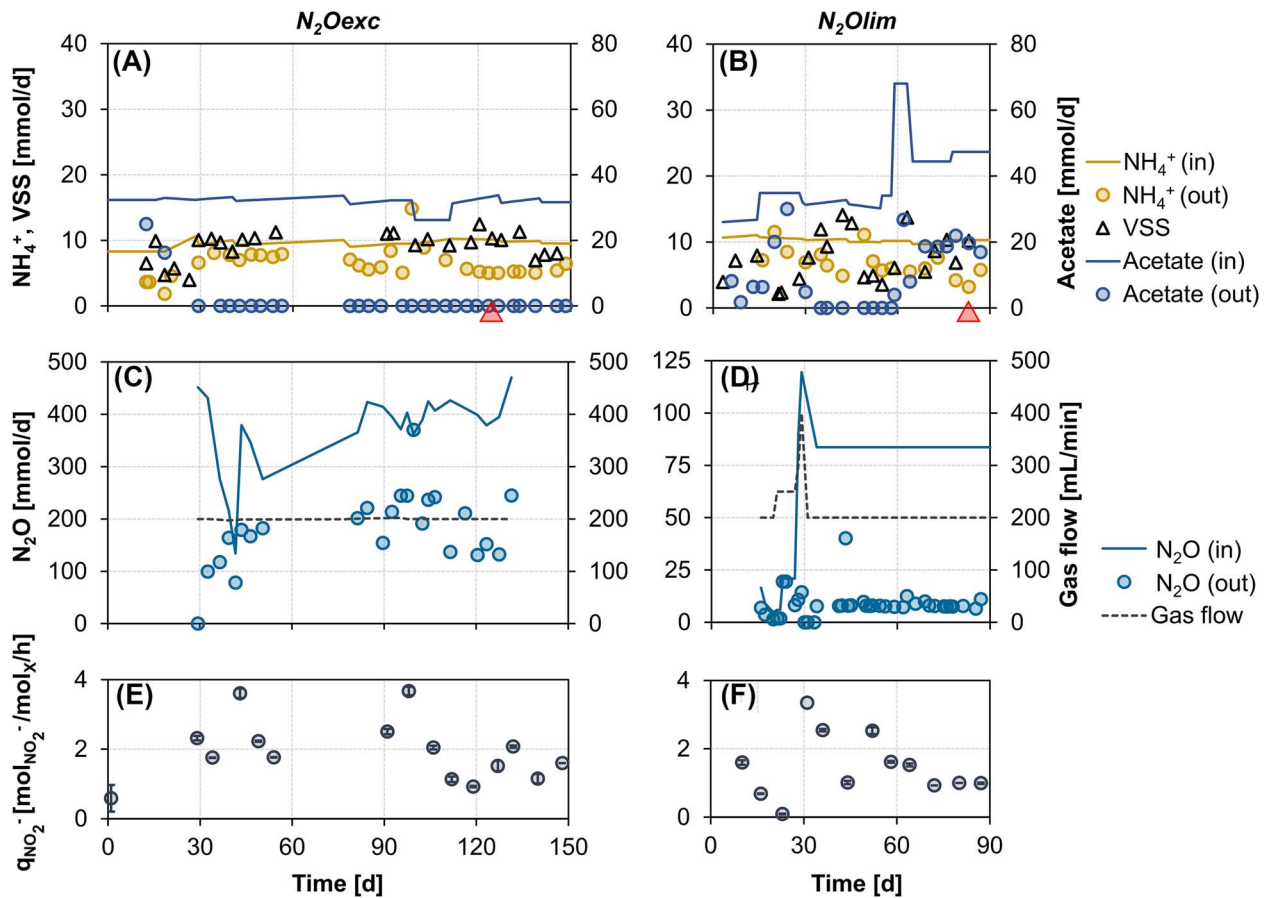 N₂Oexc
N₂Olim
(A)
40
30
20
10
0
NH₄⁺, VSS [mmol/d]
80
60
40
20
0
(B)
40
30
20
10
0
80
60
40
20
0
Acetate [mmol/d]
NH₄⁺ (in)
NH₄⁺ (out)
VSS
Acetate (in)
Acetate (out)
(C)
500
400
300
200
100
0
N₂O [mmol/d]
500
400
300
200
100
0
(D)
125
100
75
50
25
0
500
400
300
200
100
0
Gas flow [mL/min]
N₂O (in)
N₂O (out)
Gas flow
(E)
4
2
0
qNO₂⁻ [molNO₂⁻/molX/h]
0
30
60
90
120
150
Time [d]
(F)
4
2
0
0
30
60
90
Time [d]